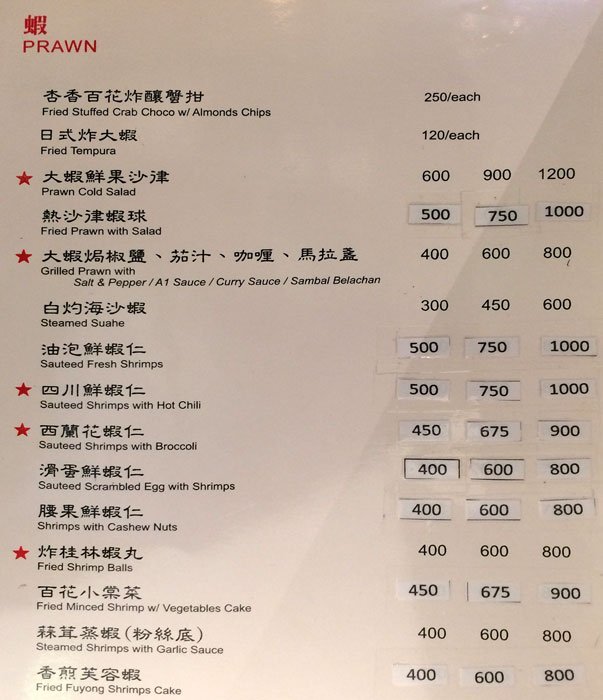 蝦
PRAWN
杏香百花炸釀蟹拑 250/each
Fried Stuffed Crab Choco w/ Almonds Chips
日式炸大蝦 120/each
Fried Tempura
★ 大蝦鮮果沙律 600 900 1200
Prawn Cold Salad
熱沙律蝦球 500 750 1000
Fried Prawn with Salad
★ 大蝦焗椒鹽、茄汁、咖喱、馬拉盞 400 600 800
Grilled Prawn with
Salt & Pepper / A1 Sauce / Curry Sauce / Sambal Belachan
白灼海沙蝦 300 450 600
Steamed Suahe
油泡鮮蝦仁 500 750 1000
Sauteed Fresh Shrimps
★ 四川鮮蝦仁 500 750 1000
Sauteed Shrimps with Hot Chili
★ 西蘭花蝦仁 450 675 900
Sauteed Shrimps with Broccoli
滑蛋鮮蝦仁 400 600 800
Sauteed Scrambled Egg with Shrimps
腰果鮮蝦仁 400 600 800
Shrimps with Cashew Nuts
★ 炸桂林蝦丸 400 600 800
Fried Shrimp Balls
百花小棠菜 450 675 900
Fried Minced Shrimp w/ Vegetables Cake
蒜茸蒸蝦(粉絲底) 400 600 800
Steamed Shrimps with Garlic Sauce
香煎芙容蝦 400 600 800
Fried Fuyong Shrimps Cake